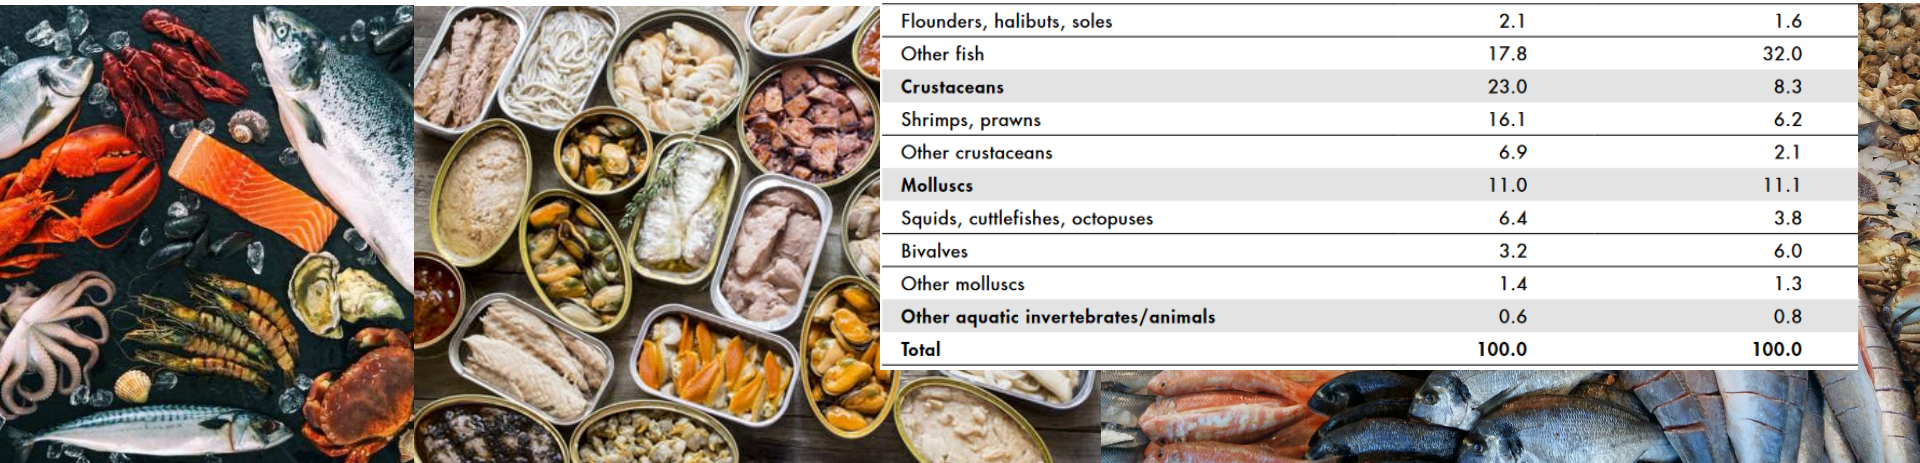 Flounders, halibuts, soles 2.1 1.6
Other fish 17.8 32.0
Crustaceans 23.0 8.3
Shrimps, prawns 16.1 6.2
Other crustaceans 6.9 2.1
Molluscs 11.0 11.1
Squids, cuttlefishes, octopuses 6.4 3.8
Bivalves 3.2 6.0
Other molluscs 1.4 1.3
Other aquatic invertebrates/animals 0.6 0.8
Total 100.0 100.0